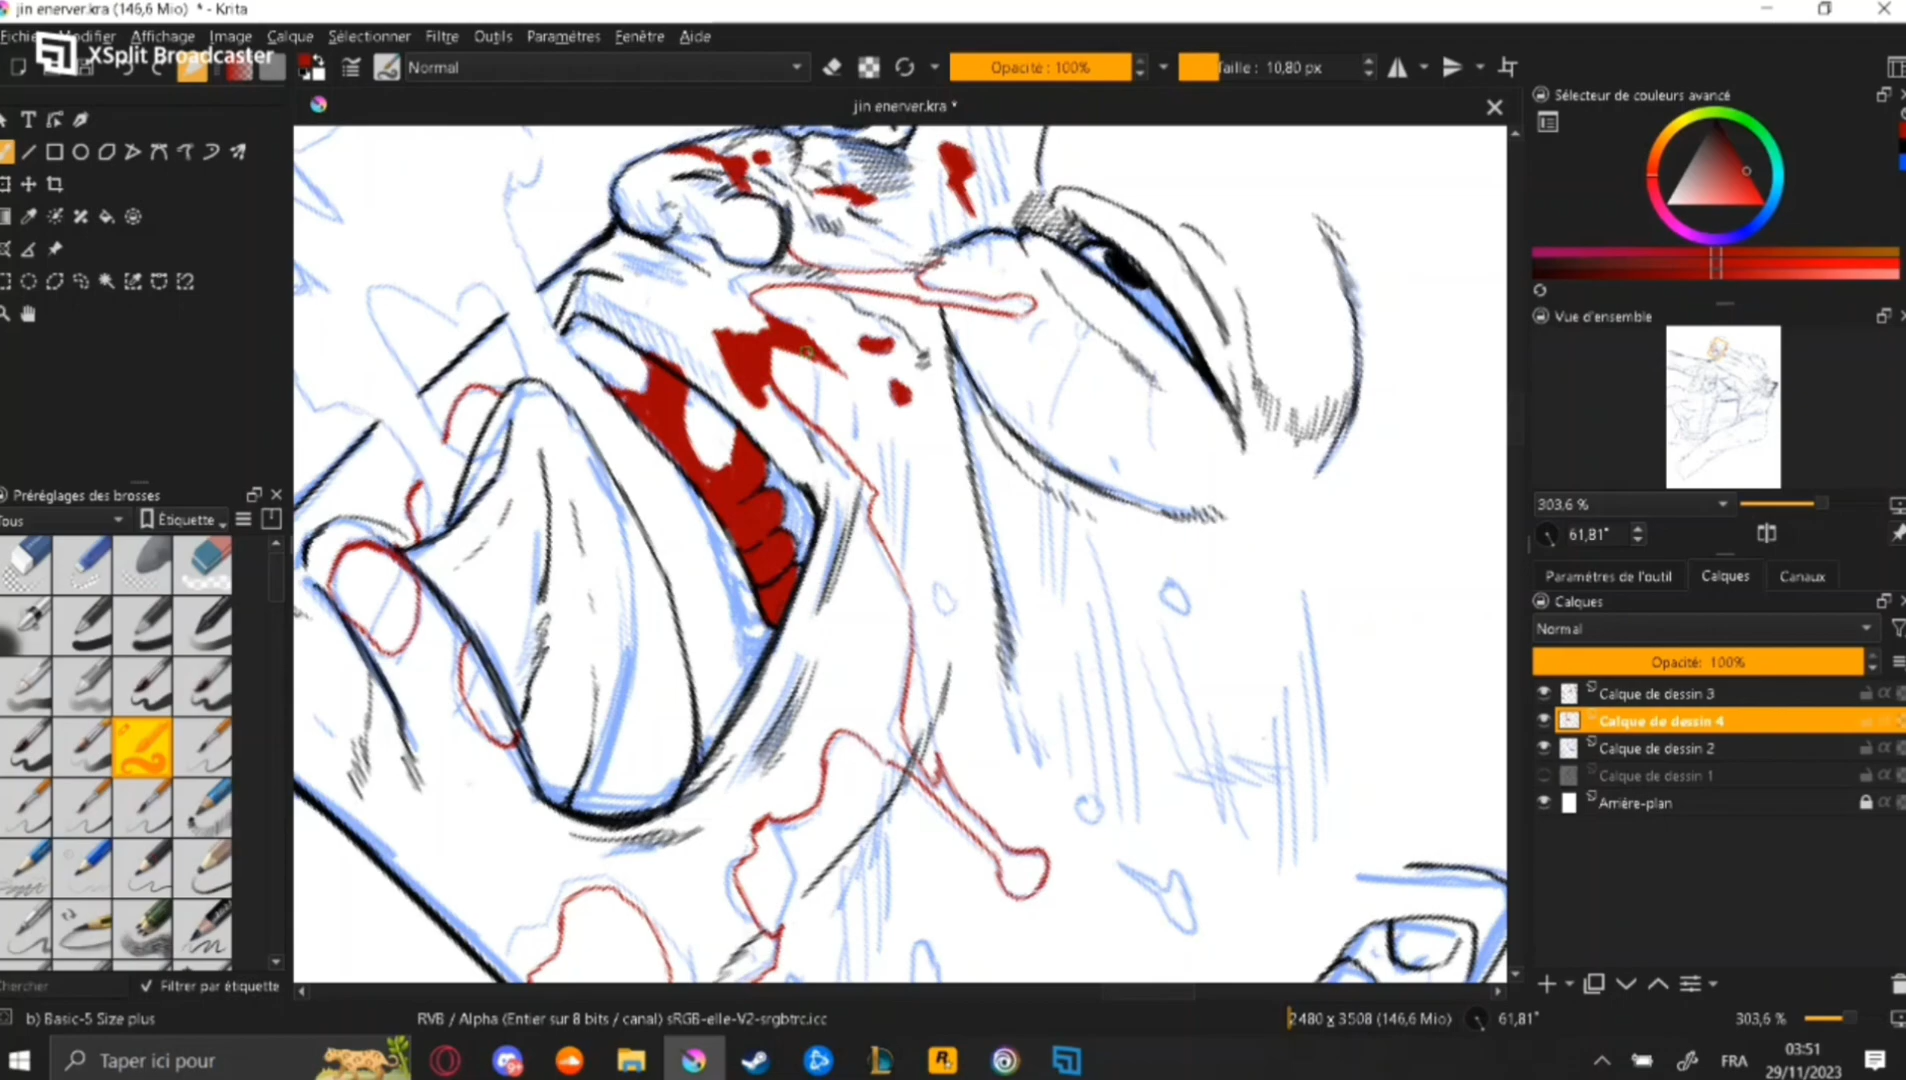 jin enerver.kra (146,6 Mio) * - Krita
Fichie Modifier Affichage Image Calque Sélectionner Filtre Outils Paramètres Fenêtre Aide
XSplit Broadcaster
Normal
Opacité : 100%
Taille : 10,80 px
jin enerver.kra *
Sélecteur de couleurs avancé
Vue d'ensemble
303,6 %
61,81°
Paramètres de l'outil
Calques
Canaux
Calques
Normal
Opacité: 100%
Calque de dessin 3
Calque de dessin 4
Calque de dessin 2
Calque de dessin 1
Arrière-plan
Préréglages des brosses
Tous
Étiquette
Chercher
Filtrer par étiquette
b) Basic-5 Size plus
RVB / Alpha (Entier sur 8 bits / canal) sRGB-elle-V2-srgbtrc.icc
2480 x 3508 (146,6 Mio)
61,81°
303,6 %
Taper ici pour
FRA
03:51
29/11/2023